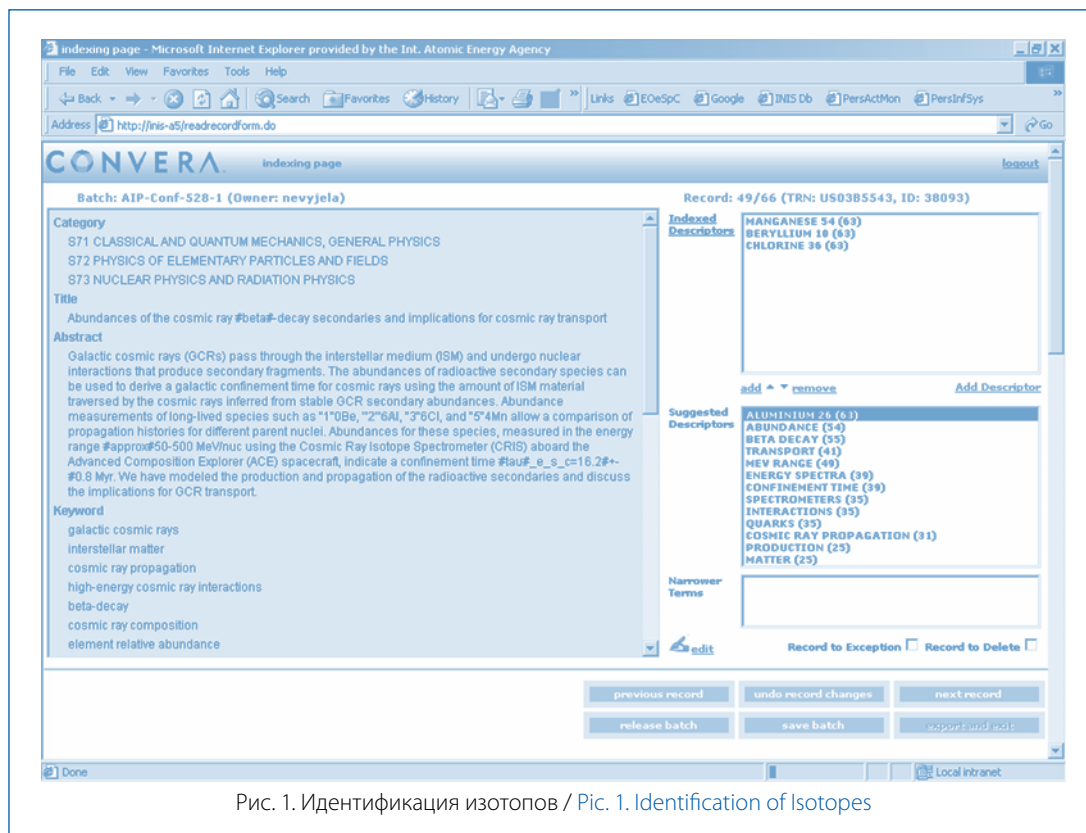 indexing page - Microsoft Internet Explorer provided by the Int. Atomic Energy Agency
File Edit View Favorites Tools Help
Back Search Favorites History » Links EOeSpC Google INIS Db PersActMon PersInfSys »
Address http://inis-a5/readrecordform.do Go
CONVERA indexing page logout
Batch: AIP-Conf-528-1 (Owner: nevyjela) Record: 49/66 (TRN: US03B5543, ID: 38093)
Category
S71 CLASSICAL AND QUANTUM MECHANICS, GENERAL PHYSICS
S72 PHYSICS OF ELEMENTARY PARTICLES AND FIELDS
S73 NUCLEAR PHYSICS AND RADIATION PHYSICS
Title
Abundances of the cosmic ray #beta#-decay secondaries and implications for cosmic ray transport
Abstract
Galactic cosmic rays (GCRs) pass through the interstellar medium (ISM) and undergo nuclear
interactions that produce secondary fragments. The abundances of radioactive secondary species can
be used to derive a galactic confinement time for cosmic rays using the amount of ISM material
traversed by the cosmic rays inferred from stable GCR secondary abundances. Abundance
measurements of long-lived species such as "1"0Be, "2"6Al, "3"6Cl, and "5"4Mn allow a comparison of
propagation histories for different parent nuclei. Abundances for these species, measured in the energy
range #approx#50-500 MeV/nuc using the Cosmic Ray Isotope Spectrometer (CRIS) aboard the
Advanced Composition Explorer (ACE) spacecraft, indicate a confinement time #tau#_e_s_c=16.2#+-
#0.8 Myr. We have modeled the production and propagation of the radioactive secondaries and discuss
the implications for GCR transport.
Keyword
galactic cosmic rays
interstellar matter
cosmic ray propagation
high-energy cosmic ray interactions
beta-decay
cosmic ray composition
element relative abundance
Indexed
Descriptors
MANGANESE 54 (63)
BERYLLIUM 10 (63)
CHLORINE 36 (63)
add remove Add Descriptor
Suggested
Descriptors
ALUMINIUM 26 (63)
ABUNDANCE (54)
BETA DECAY (55)
TRANSPORT (41)
MEV RANGE (49)
ENERGY SPECTRA (39)
CONFINEMENT TIME (39)
SPECTROMETERS (35)
INTERACTIONS (35)
QUARKS (35)
COSMIC RAY PROPAGATION (31)
PRODUCTION (25)
MATTER (25)
Narrower
Terms
edit Record to Exception Record to Delete
previous record undo record changes next record
release batch save batch export and exit
Done Local intranet
Рис. 1. Идентификация изотопов / Pic. 1. Identification of Isotopes